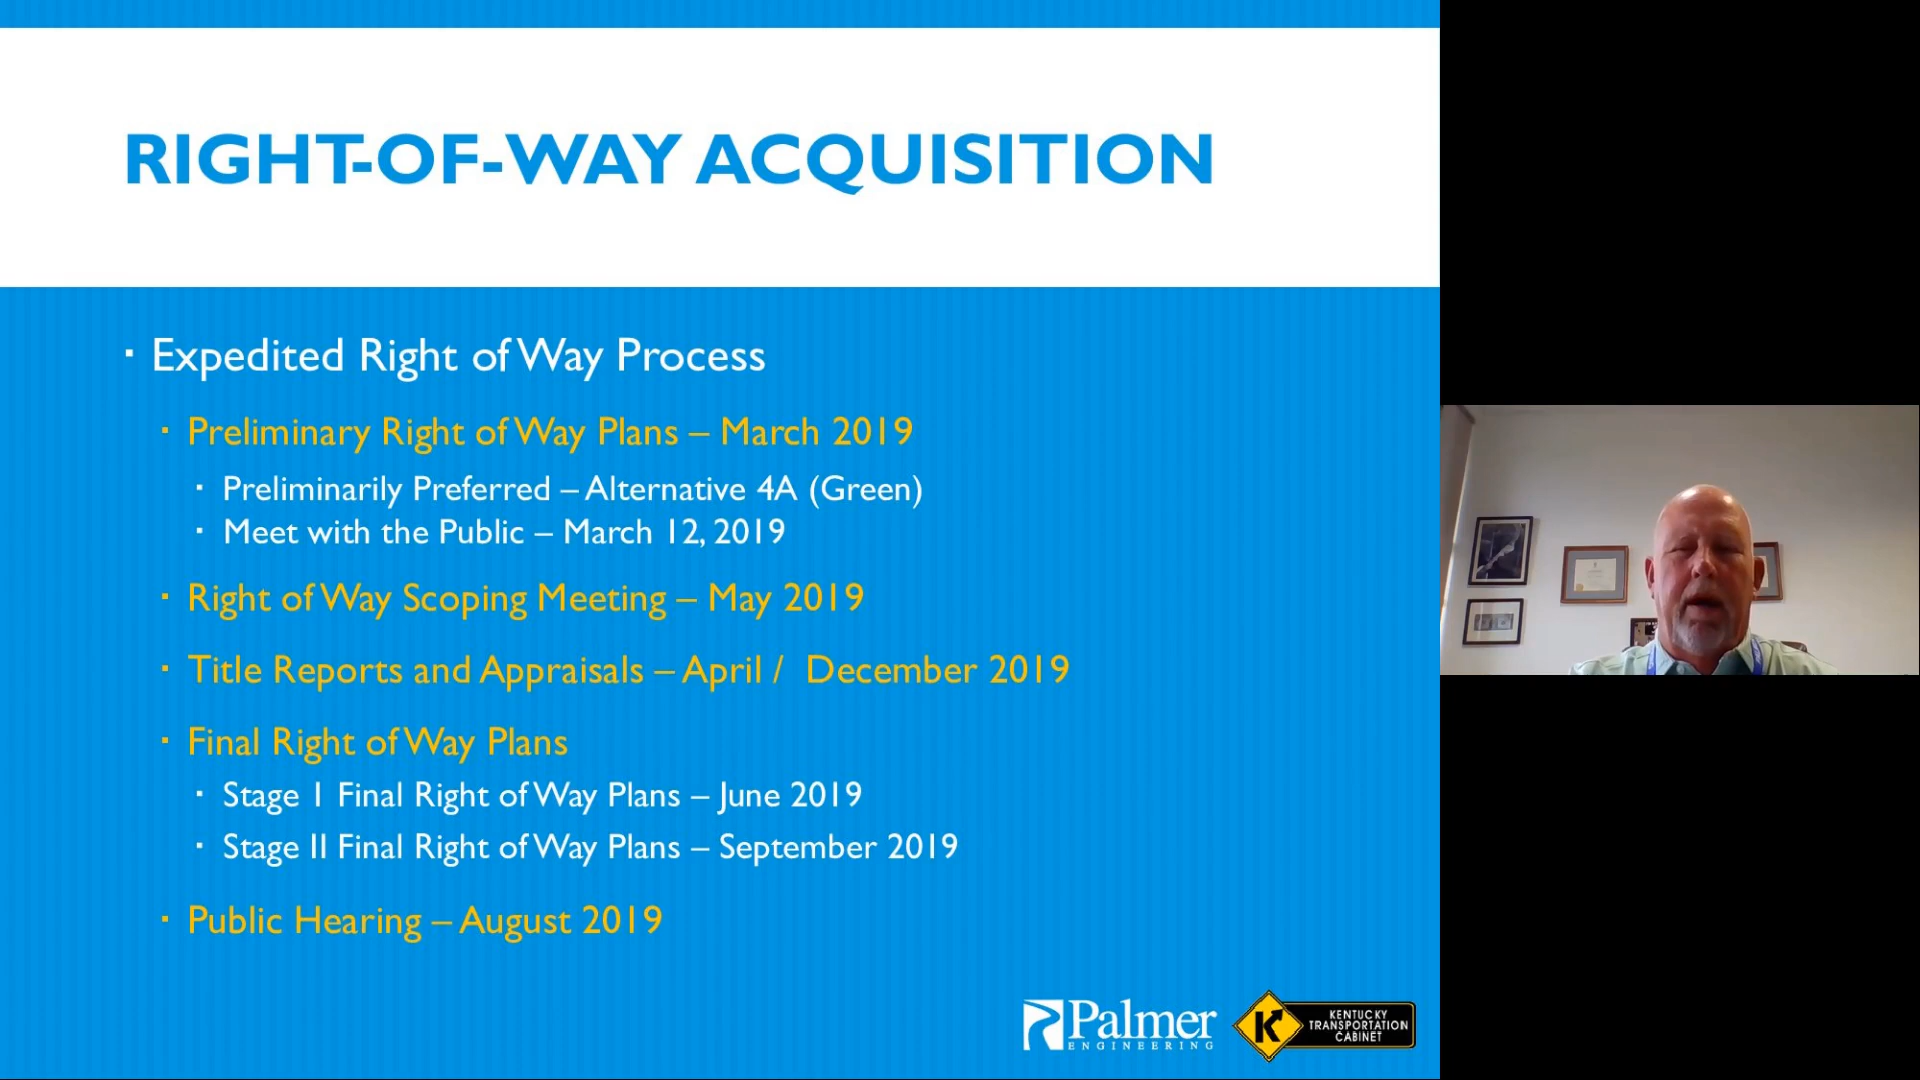 RIGHT-OF-WAY ACQUISITION
Expedited Right of Way Process
Preliminary Right of Way Plans – March 2019
Preliminarily Preferred – Alternative 4A (Green)
Meet with the Public – March 12, 2019
Right of Way Scoping Meeting – May 2019
Title Reports and Appraisals – April / December 2019
Final Right of Way Plans
Stage I Final Right of Way Plans – June 2019
Stage II Final Right of Way Plans – September 2019
Public Hearing – August 2019
Palmer
ENGINEERING
K
KENTUCKY
TRANSPORTATION
CABINET